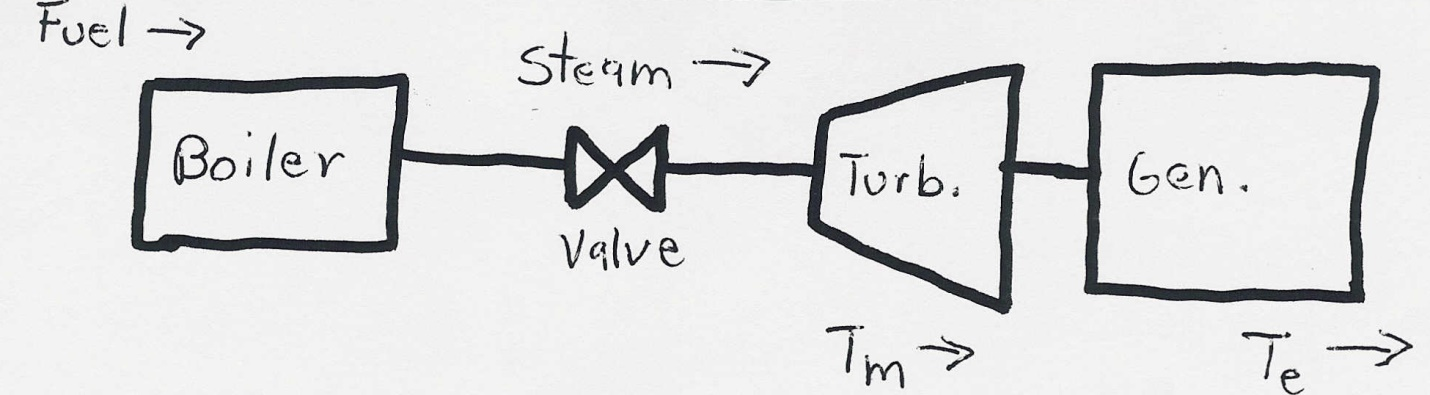 Fuel →
Steam →
Boiler
Valve
Turb.
Gen.
Tm →
Te →